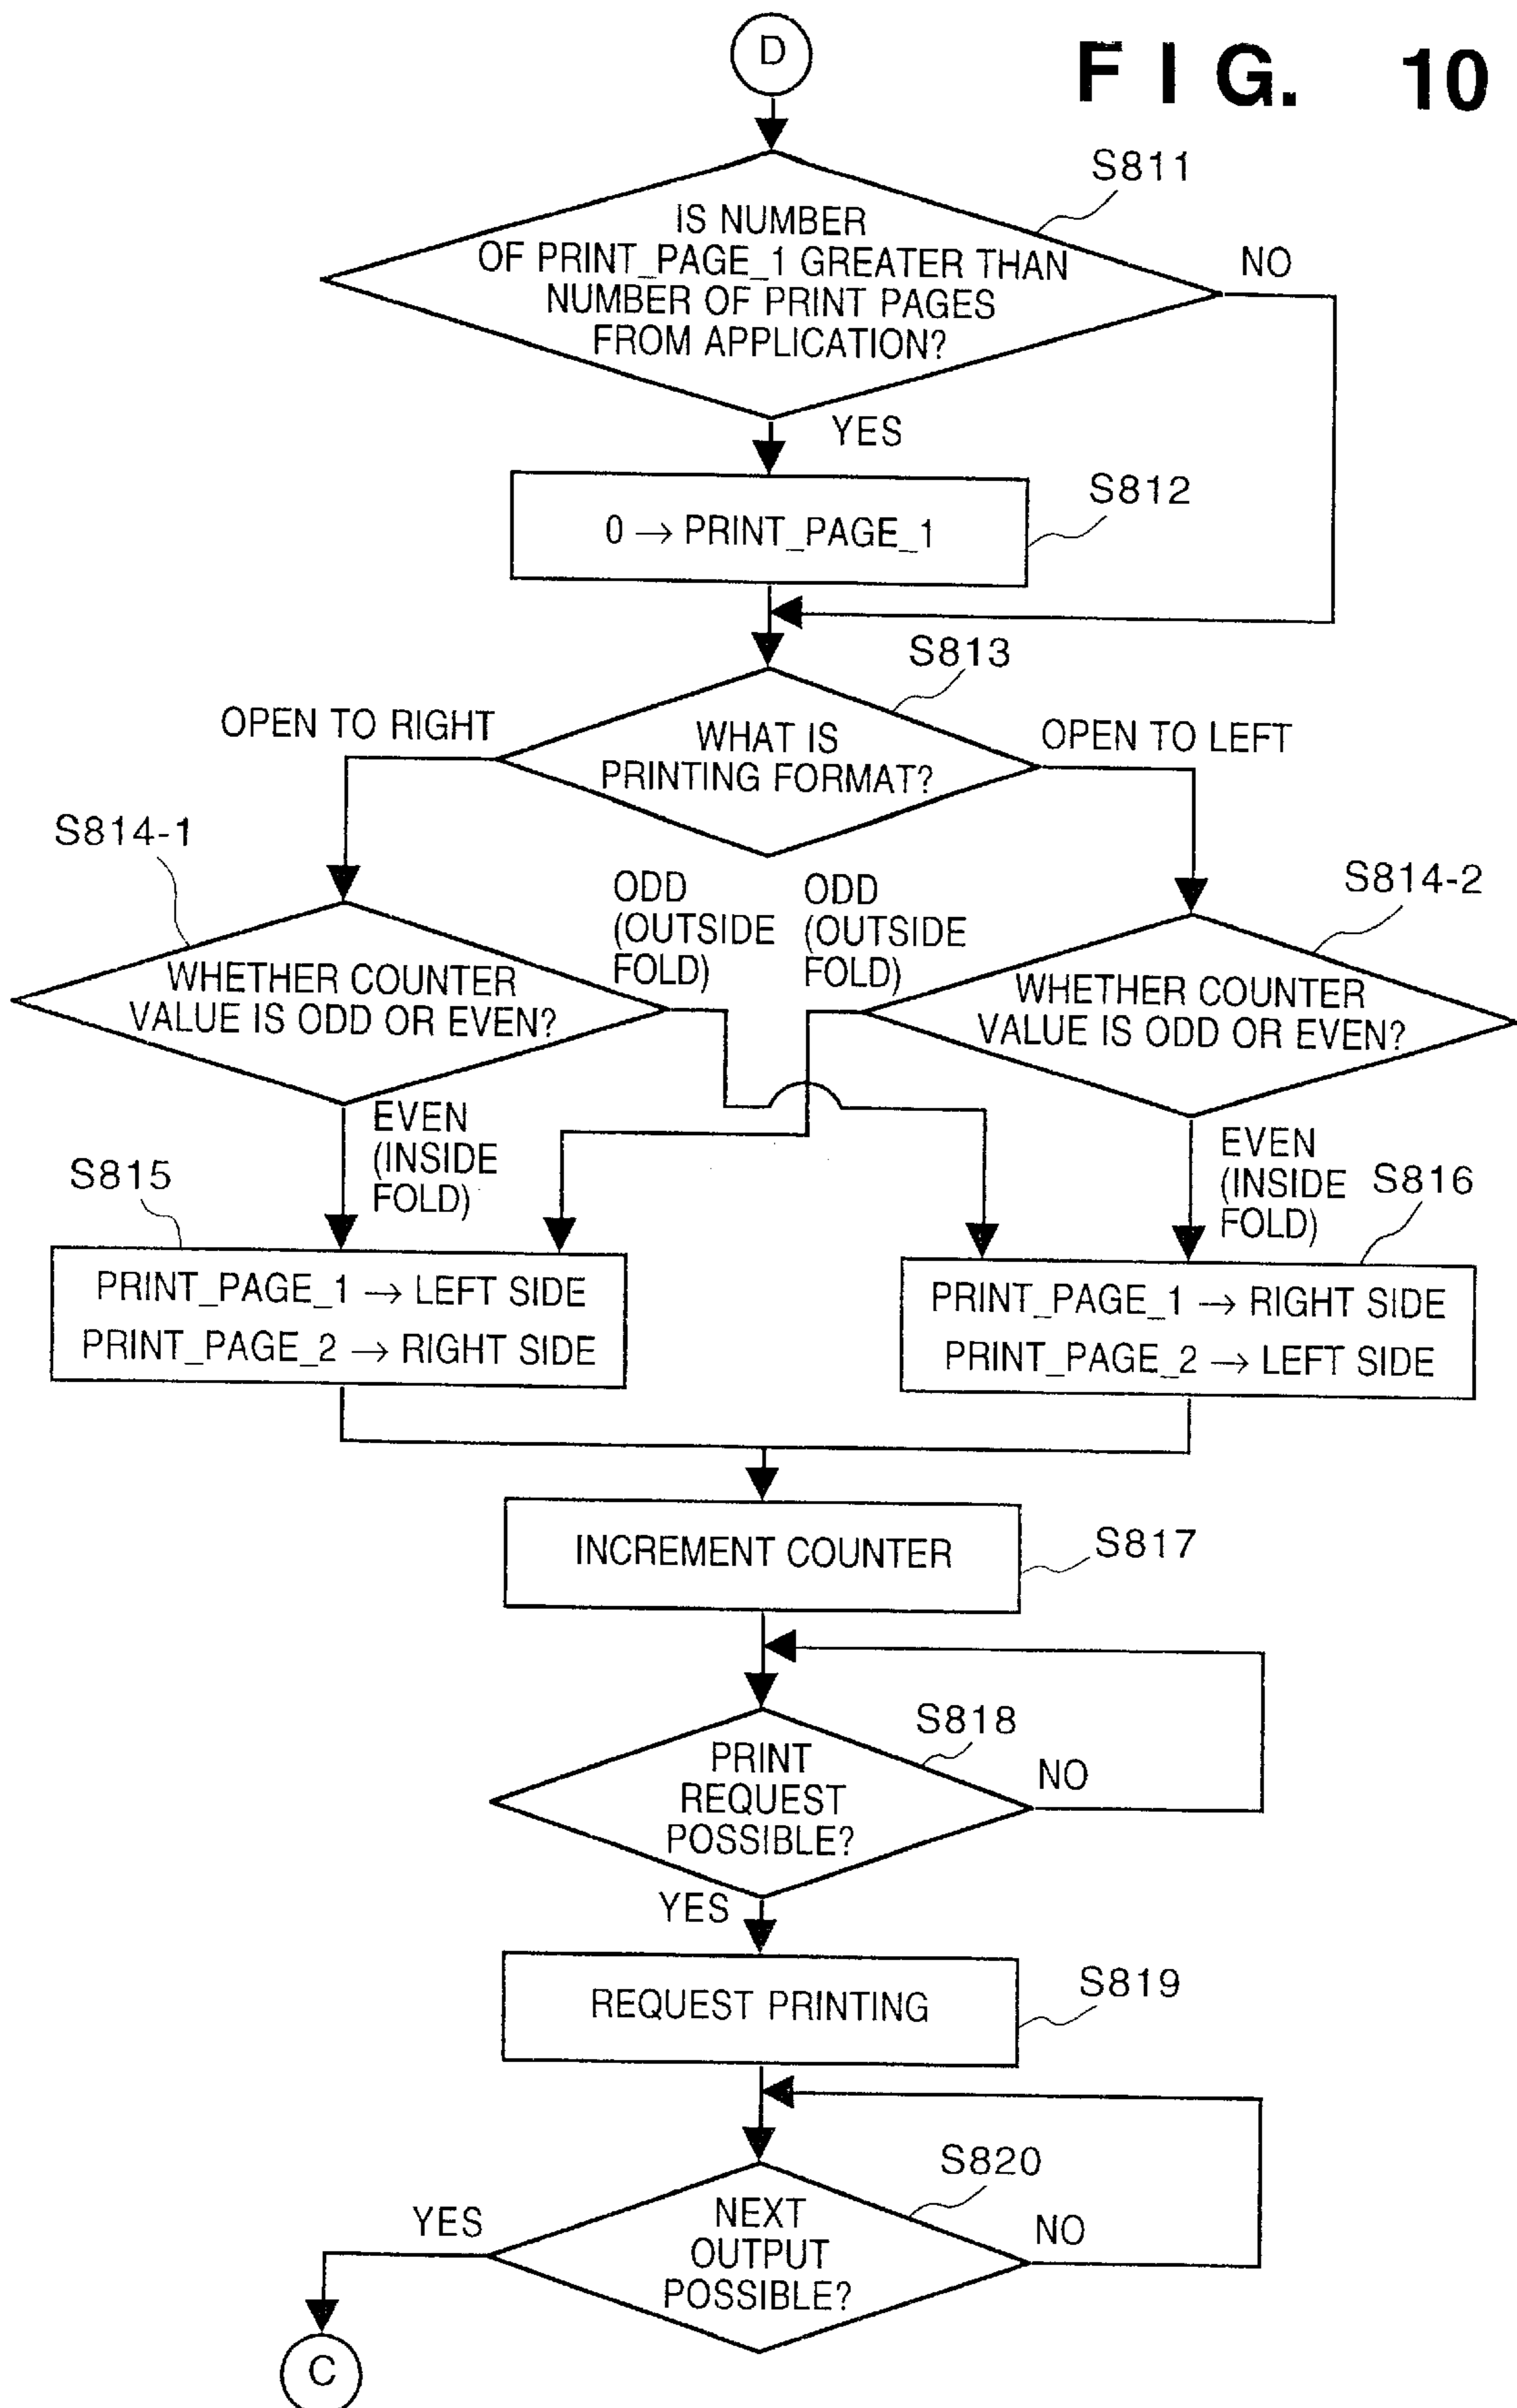 D
FIG. 10
S811
IS NUMBER
OF PRINT_PAGE_1 GREATER THAN
NUMBER OF PRINT PAGES
FROM APPLICATION?
NO
YES
S812
0 → PRINT_PAGE_1
S813
OPEN TO RIGHT
WHAT IS
PRINTING FORMAT?
OPEN TO LEFT
S814-1
WHETHER COUNTER
VALUE IS ODD OR EVEN?
ODD
(OUTSIDE
FOLD)
ODD
(OUTSIDE
FOLD)
S814-2
WHETHER COUNTER
VALUE IS ODD OR EVEN?
EVEN
(INSIDE
FOLD)
EVEN
(INSIDE
FOLD)
S815
PRINT_PAGE_1 → LEFT SIDE
PRINT_PAGE_2 → RIGHT SIDE
S816
PRINT_PAGE_1 → RIGHT SIDE
PRINT_PAGE_2 → LEFT SIDE
INCREMENT COUNTER
S817
S818
PRINT
REQUEST
POSSIBLE?
NO
YES
REQUEST PRINTING
S819
S820
YES
NEXT
OUTPUT
POSSIBLE?
NO
C